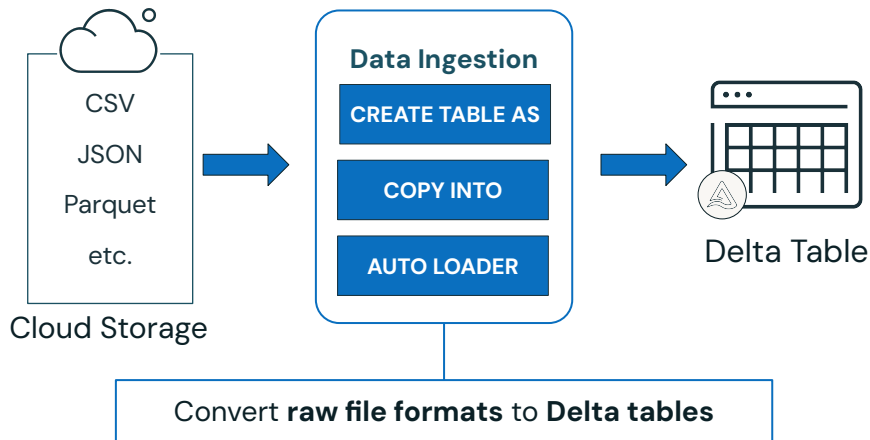 CSV
JSON
Parquet
etc.
Cloud Storage
Data Ingestion
CREATE TABLE AS
COPY INTO
AUTO LOADER
Delta Table
Convert raw file formats to Delta tables